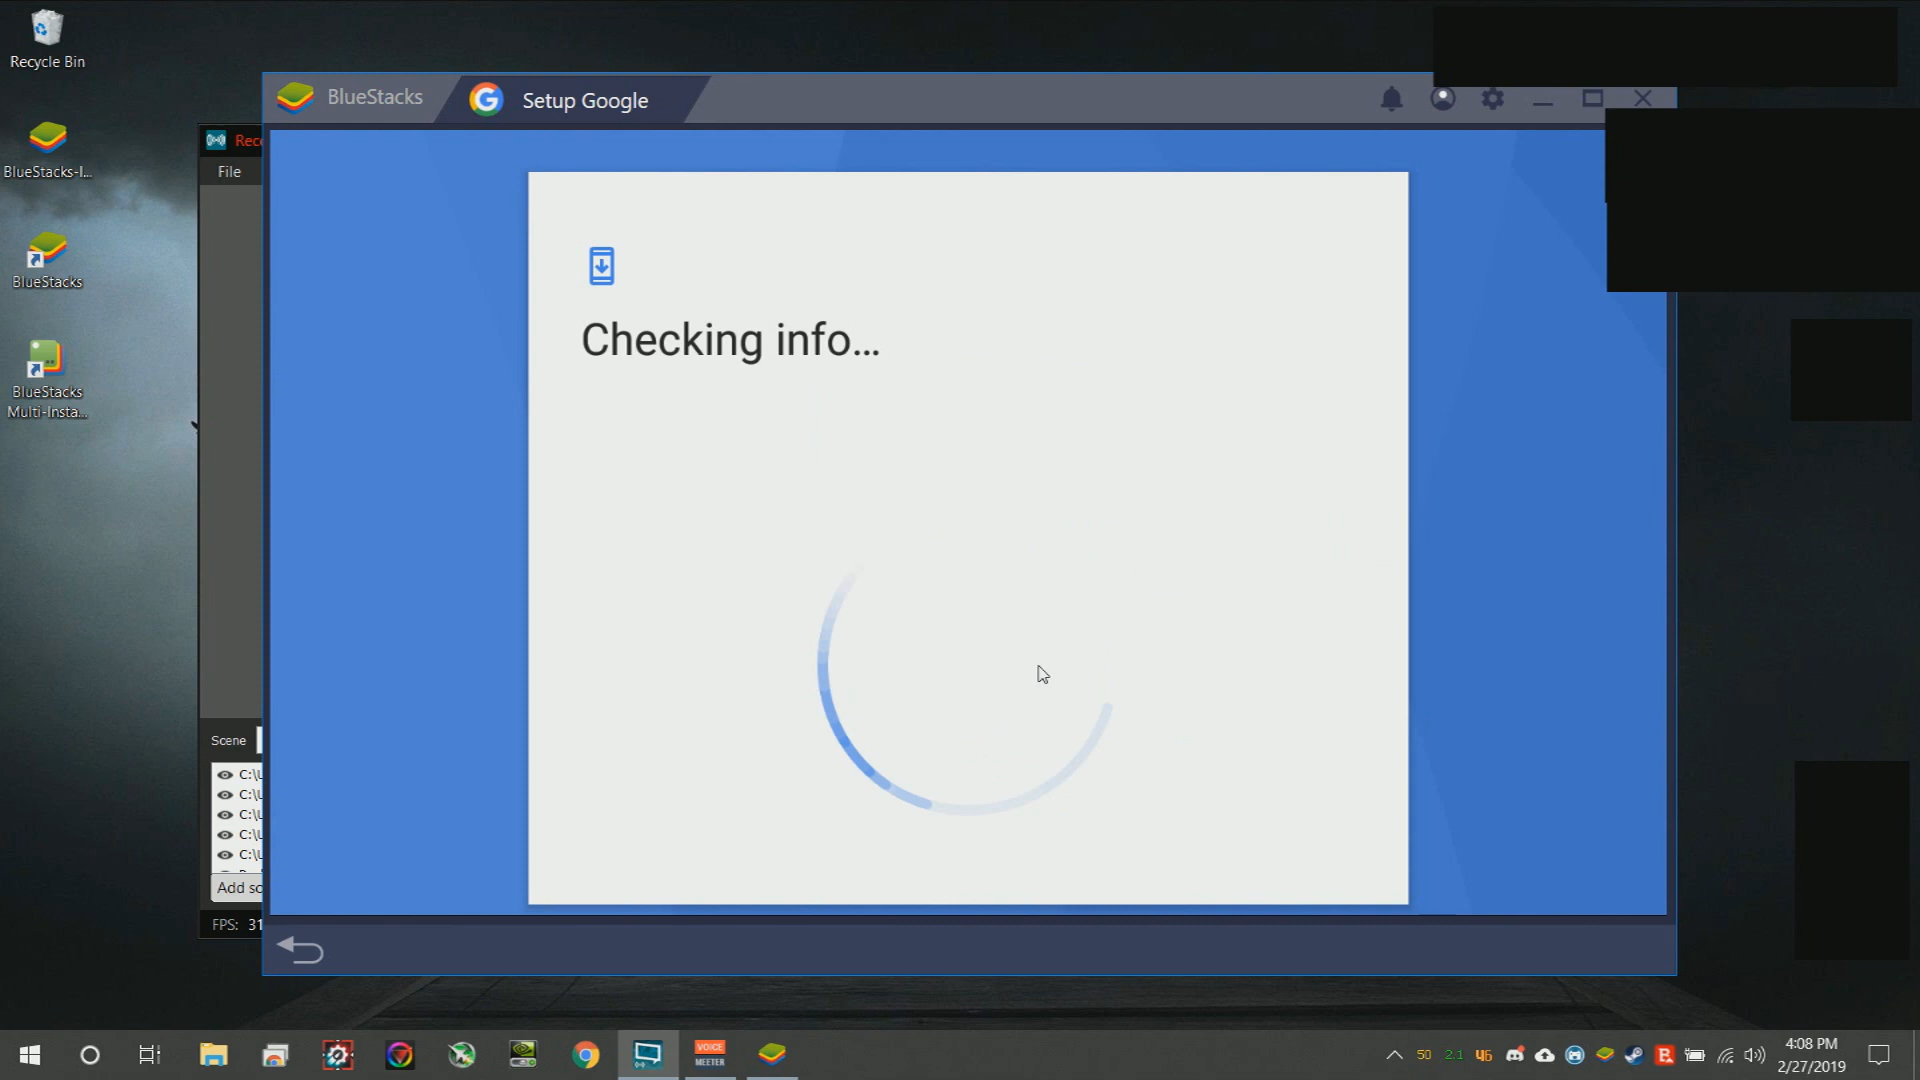 Recycle Bin
BlueStacks-I...
BlueStacks
BlueStacks
Multi-Insta...
BlueStacks
Setup Google
File
Checking info...
Scene
C:\
C:\
C:\
C:\
C:\
Add
FPS: 31
VOICE
MEETER
50
2.1
4:08 PM
2/27/2019